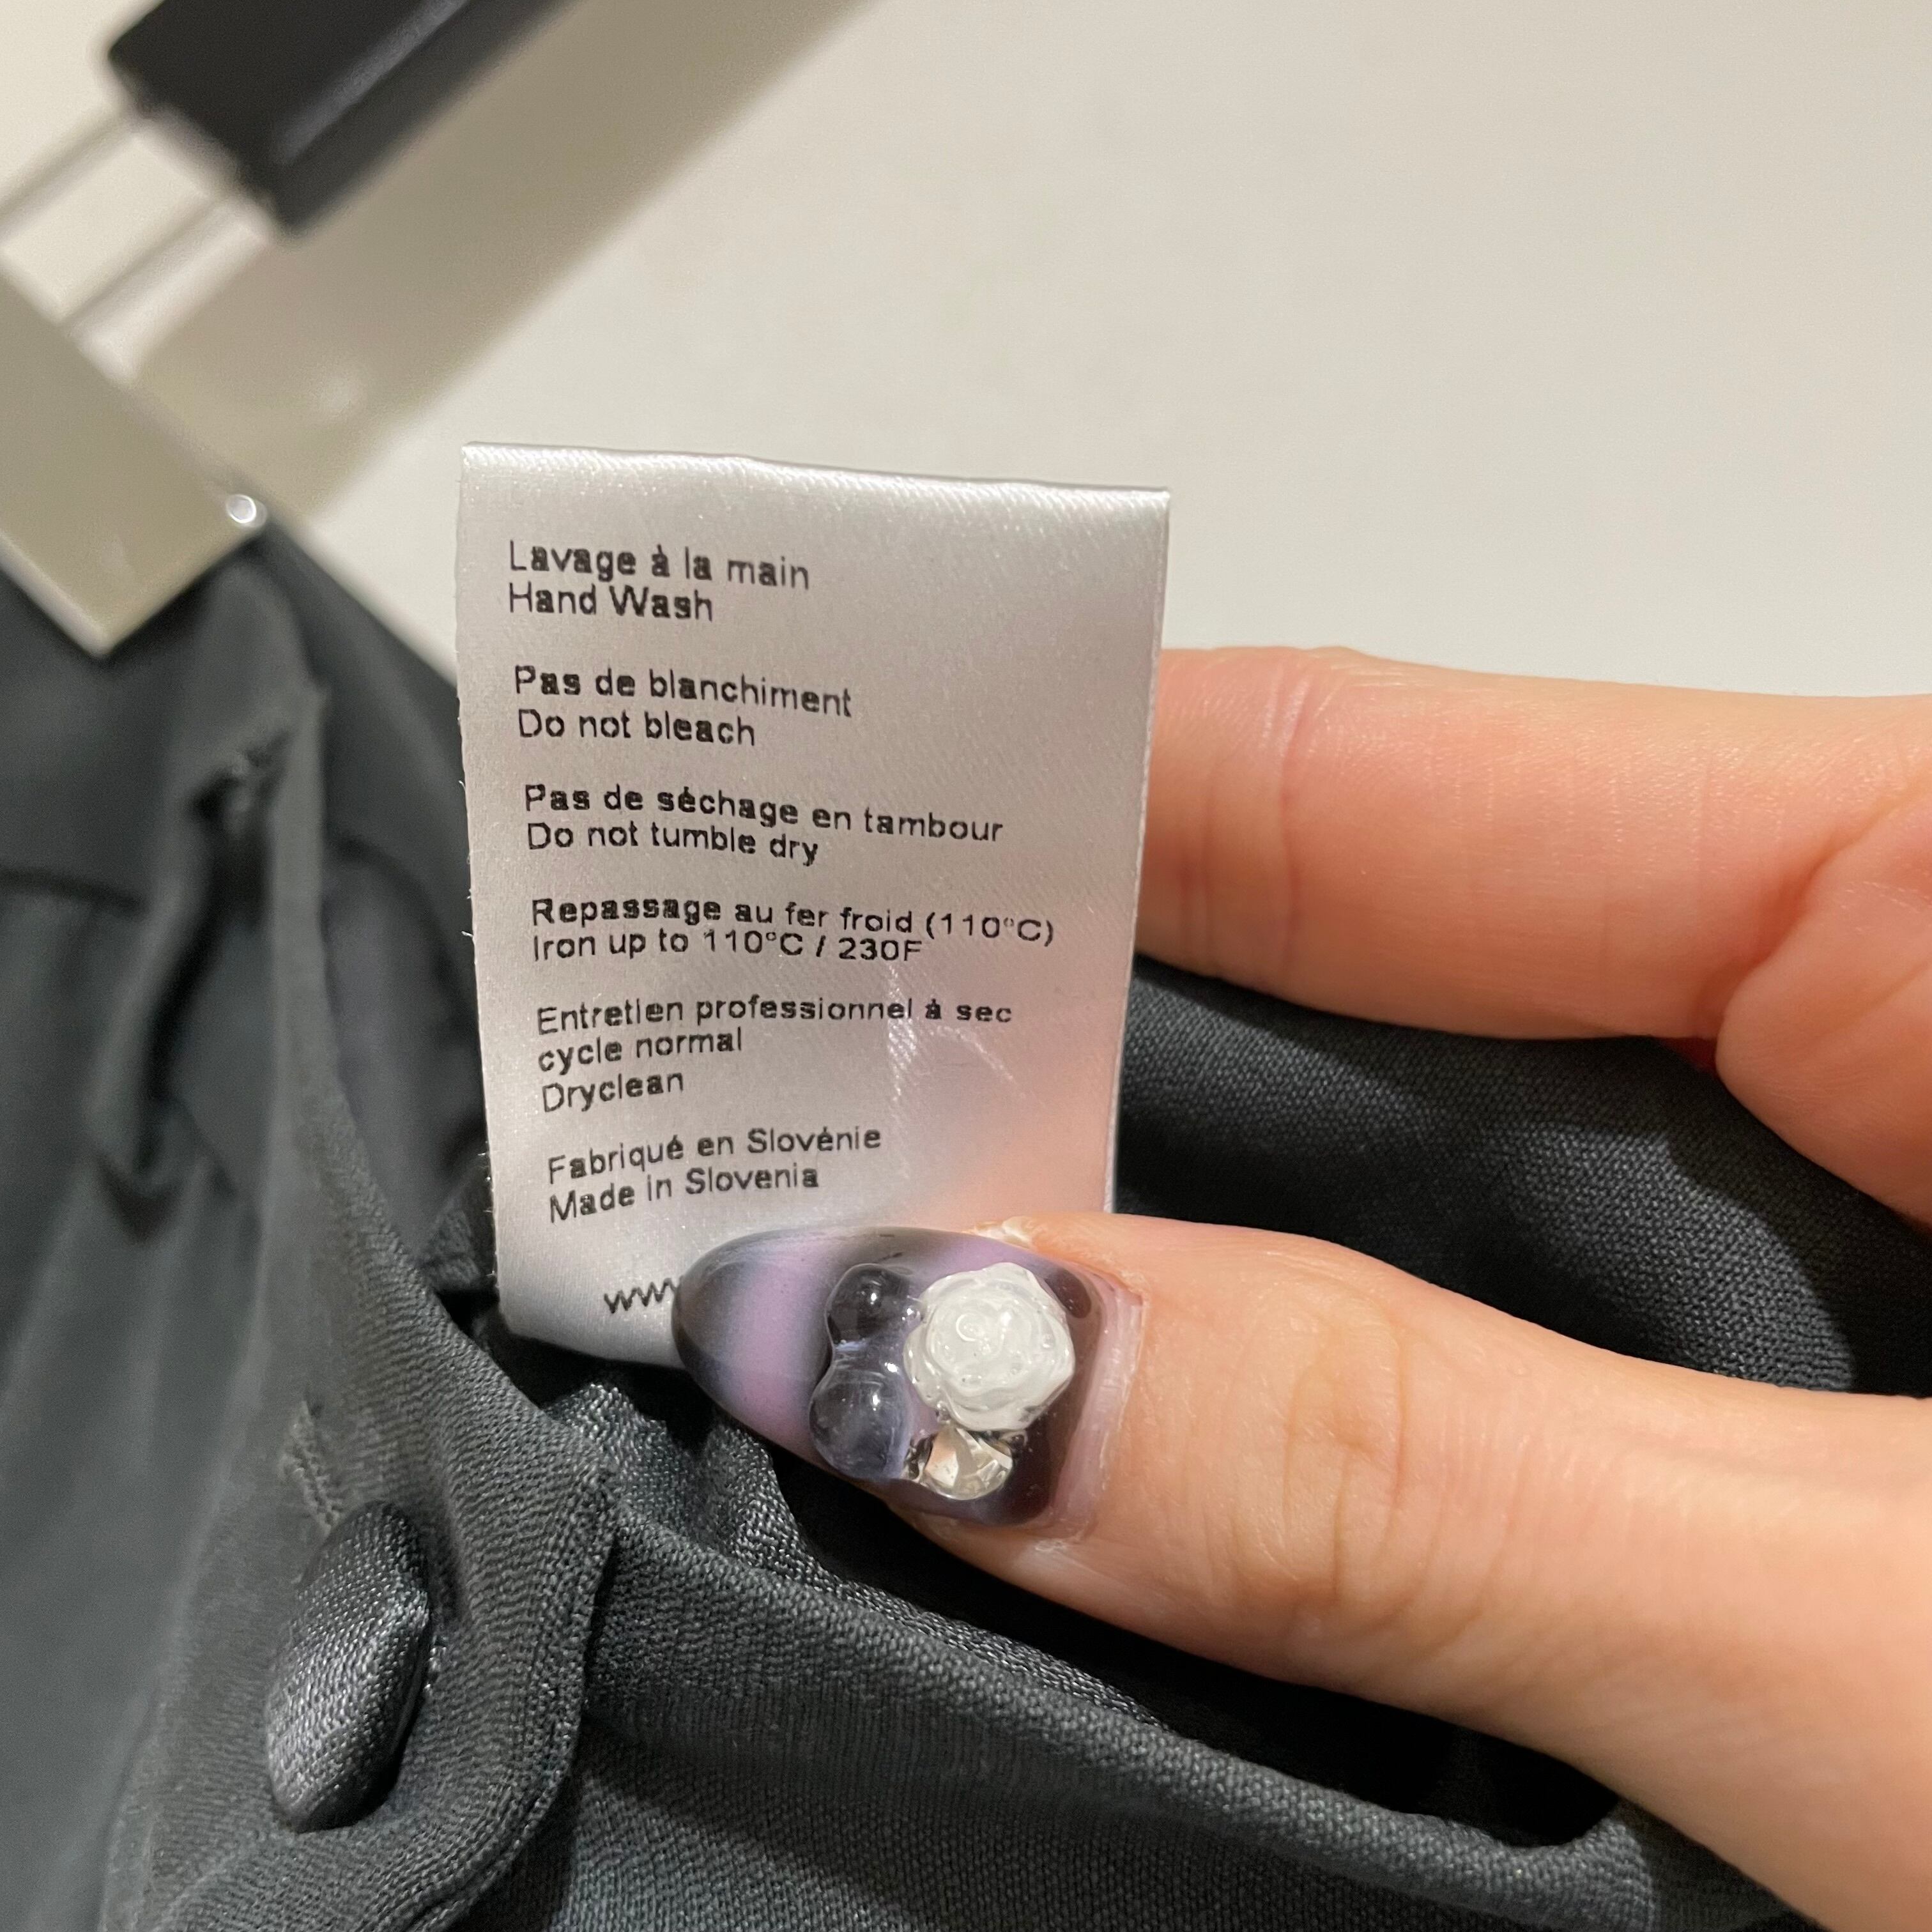 Lavage à la main
Hand Wash
Pas de blanchiment
Do not bleach
Pas de séchage en tambour
Do not tumble dry
Repassage au fer froid (110°C)
Iron up to 110°C / 230F
Entretien professionnel à sec
cycle normal
Dryclean
Fabriqué en Slovénie
Made in Slovenia